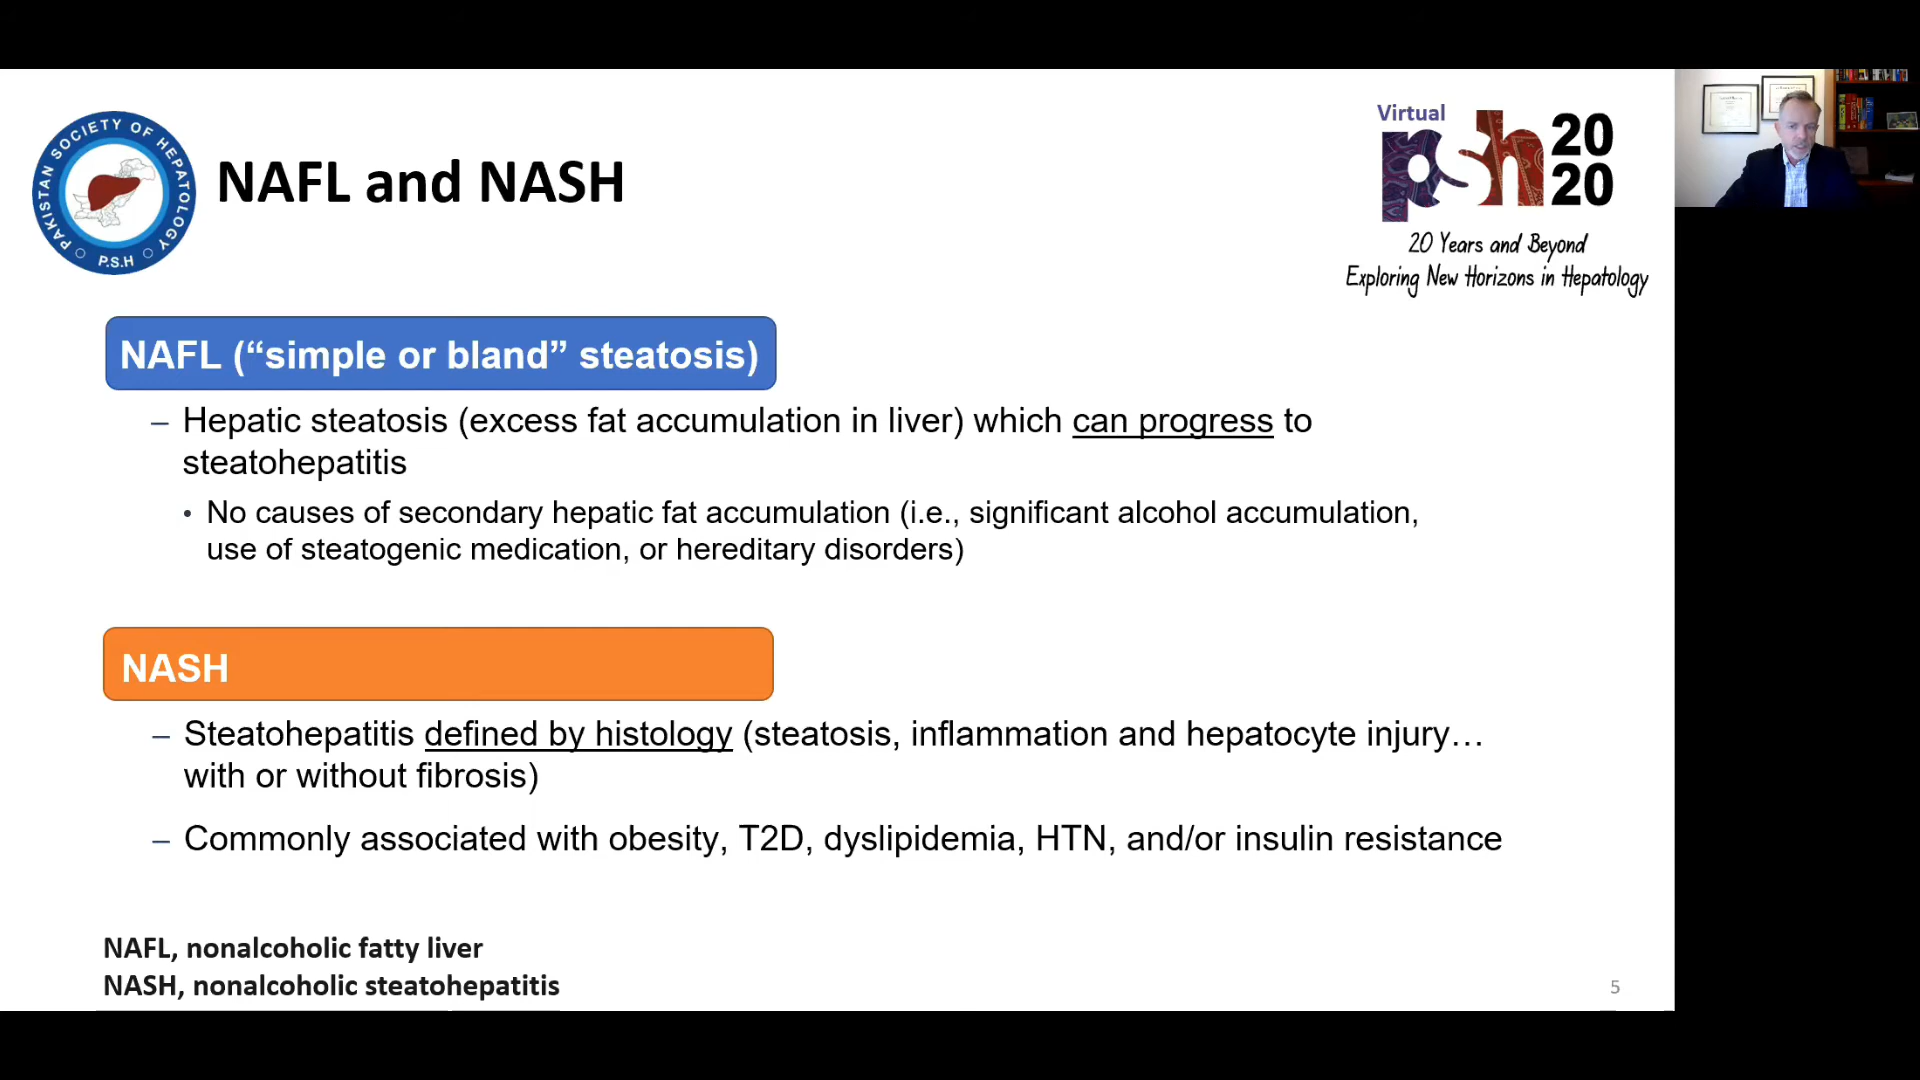 PAKISTAN SOCIETY OF HEPATOLOGY
P.S.H
NAFL and NASH
Virtual
psh 20
20
20 Years and Beyond
Exploring New Horizons in Hepatology
NAFL (“simple or bland” steatosis)
– Hepatic steatosis (excess fat accumulation in liver) which can progress to
steatohepatitis
• No causes of secondary hepatic fat accumulation (i.e., significant alcohol accumulation,
use of steatogenic medication, or hereditary disorders)
NASH
– Steatohepatitis defined by histology (steatosis, inflammation and hepatocyte injury…
with or without fibrosis)
– Commonly associated with obesity, T2D, dyslipidemia, HTN, and/or insulin resistance
NAFL, nonalcoholic fatty liver
NASH, nonalcoholic steatohepatitis
5